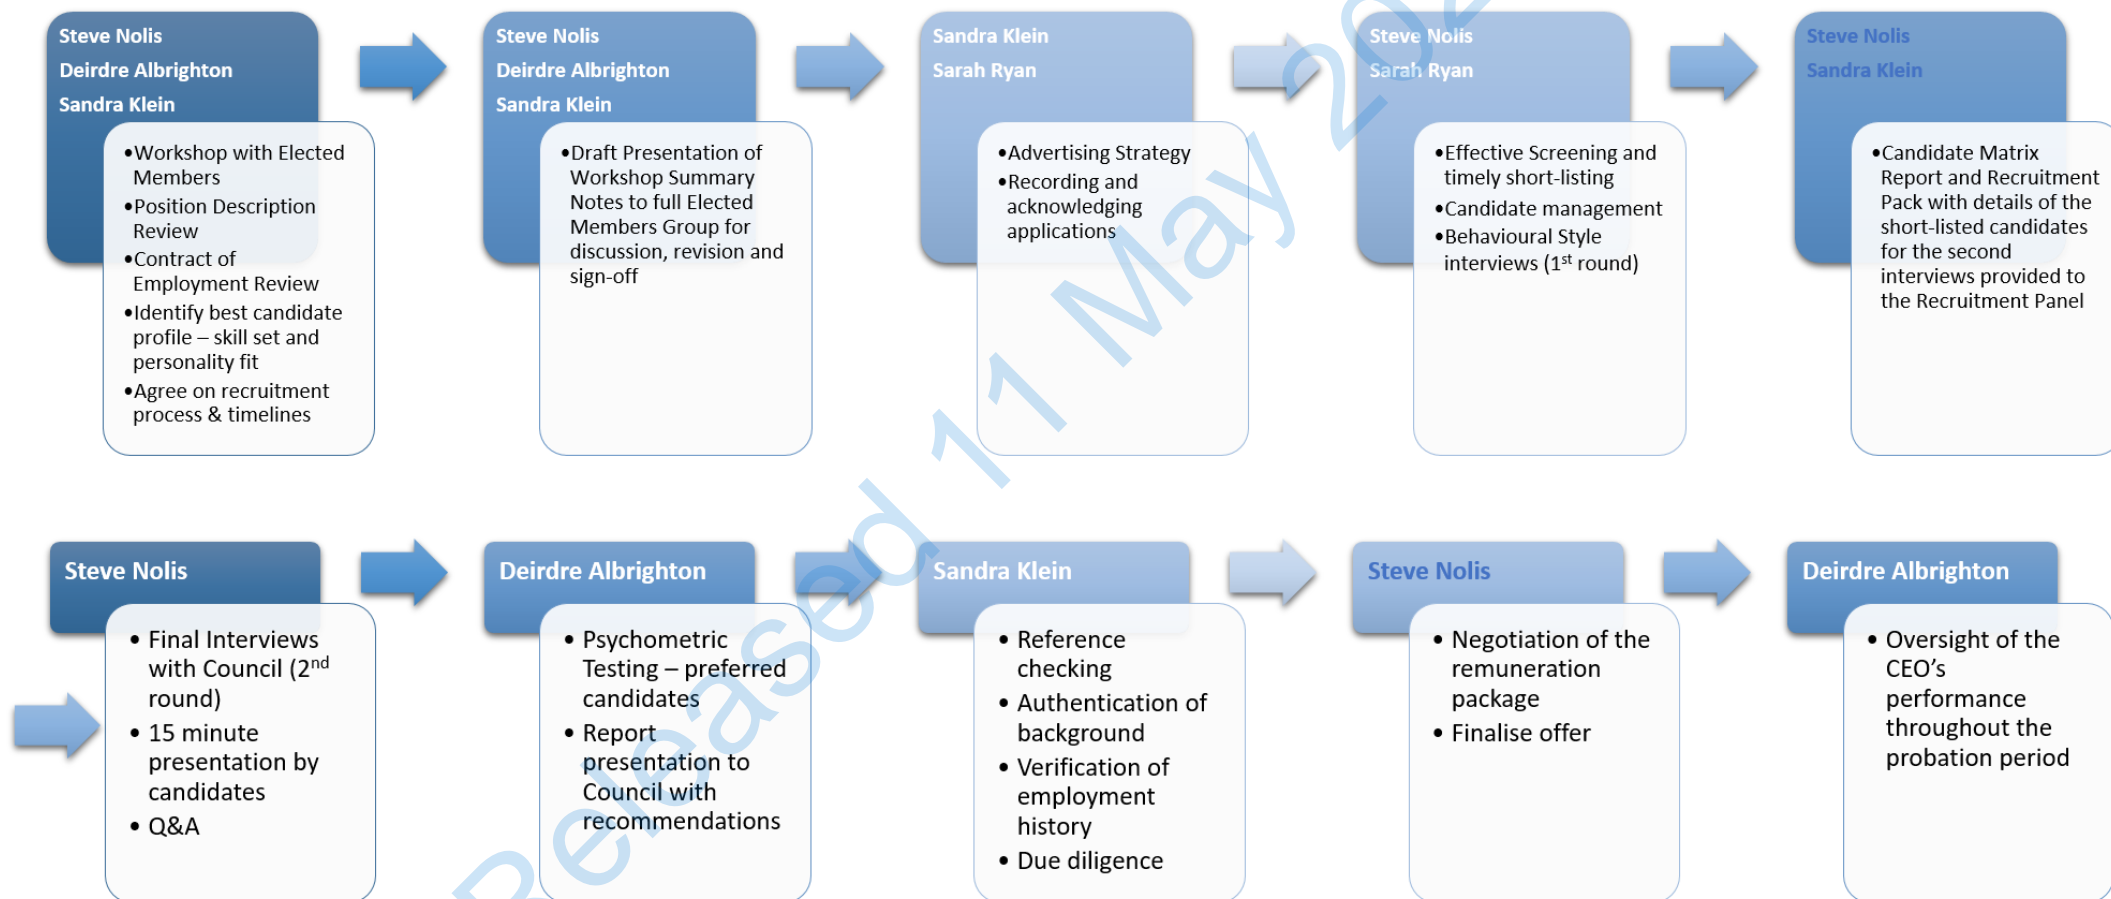 Steve Nolis
Deirdre Albrighton
Sandra Klein
•Workshop with Elected
Members
•Position Description
Review
•Contract of
Employment Review
•Identify best candidate
profile – skill set and
personality fit
•Agree on recruitment
process & timelines
Steve Nolis
Deirdre Albrighton
Sandra Klein
•Draft Presentation of
Workshop Summary
Notes to full Elected
Members Group for
discussion, revision and
sign-off
Sandra Klein
Sarah Ryan
•Advertising Strategy
•Recording and
acknowledging
applications
Steve Nolis
Sarah Ryan
•Effective Screening and
timely short-listing
•Candidate management
•Behavioural Style
interviews (1st round)
Steve Nolis
Sandra Klein
•Candidate Matrix
Report and Recruitment
Pack with details of the
short-listed candidates
for the second
interviews provided to
the Recruitment Panel
Steve Nolis
• Final Interviews
with Council (2nd
round)
• 15 minute
presentation by
candidates
• Q&A
Deirdre Albrighton
• Psychometric
Testing – preferred
candidates
• Report
presentation to
Council with
recommendations
Sandra Klein
• Reference
checking
• Authentication of
background
• Verification of
employment
history
• Due diligence
Steve Nolis
• Negotiation of the
remuneration
package
• Finalise offer
Deirdre Albrighton
• Oversight of the
CEO’s
performance
throughout the
probation period
Released 11 May